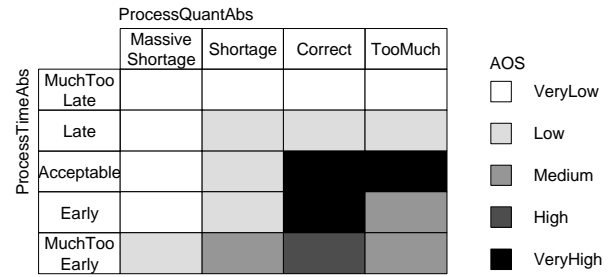 ProcessQuantAbs
Massive
Shortage
Shortage
Correct
TooMuch
ProcessTimeAbs
MuchToo
Late
Late
Acceptable
Early
MuchToo
Early
AOS
VeryLow
Low
Medium
High
VeryHigh